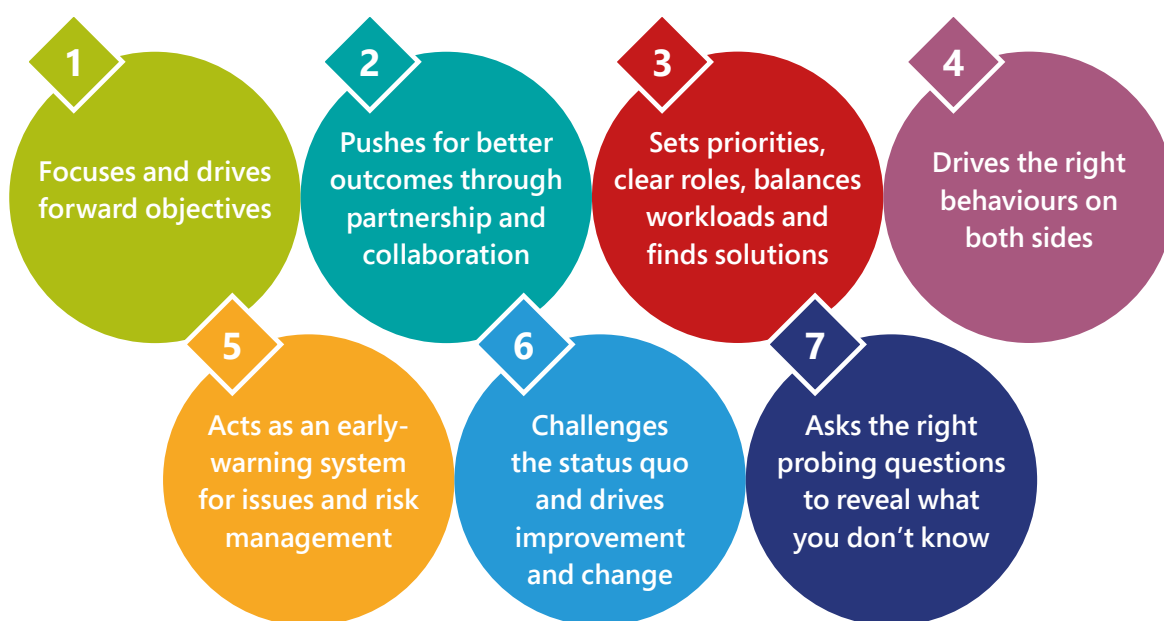 1
Focuses and drives
forward objectives
2
Pushes for better
outcomes through
partnership and
collaboration
3
Sets priorities,
clear roles, balances
workloads and
finds solutions
4
Drives the right
behaviours on
both sides
5
Acts as an early-
warning system
for issues and risk
management
6
Challenges
the status quo
and drives
improvement
and change
7
Asks the right
probing questions
to reveal what
you don’t know